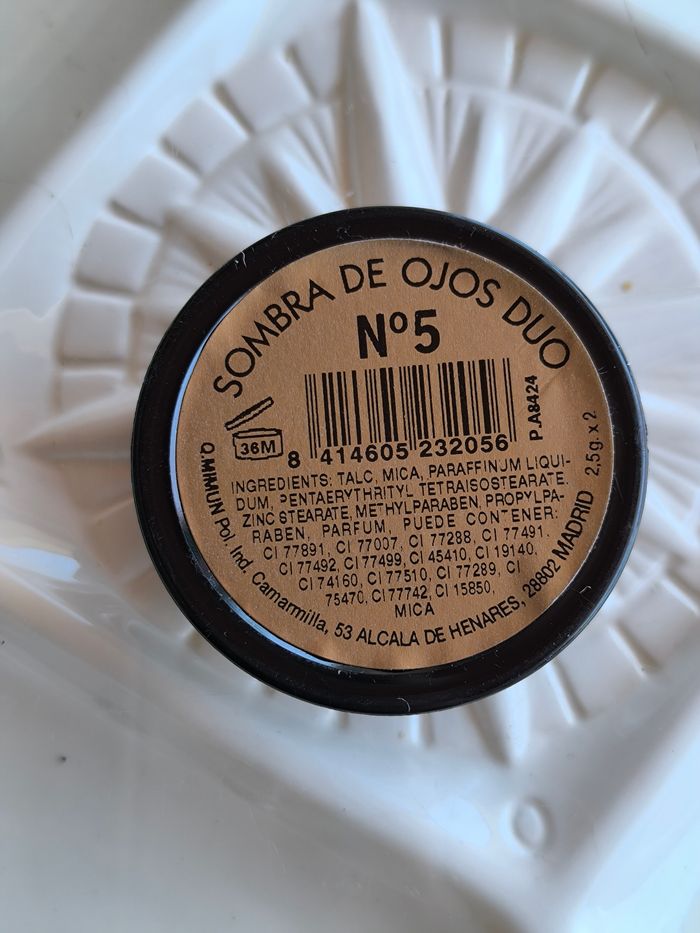 SOMBRA DE OJOS DUO
Nº5
36M
8 414605 232056
P.A8424
INGREDIENTS: TALC, MICA, PARAFFINUM LIQUI-
DUM, PENTAERYTHRITYL TETRAISOSTEARATE,
ZINC STEARATE, METHYLPARABEN, PROPYLPA-
RABEN, PARFUM, PUEDE CONTENER:
CI 77891, CI 77007, CI 77288, CI 77491,
CI 77492, CI 77499, CI 45410, CI 19140,
CI 74160, CI 77510, CI 77289, CI
75470, CI 77742, CI 15850,
MICA
Q.MIMUN Pol. Ind. Camarmilla, 53 ALCALA DE HENARES, 28802 MADRID 2,5g. x 2